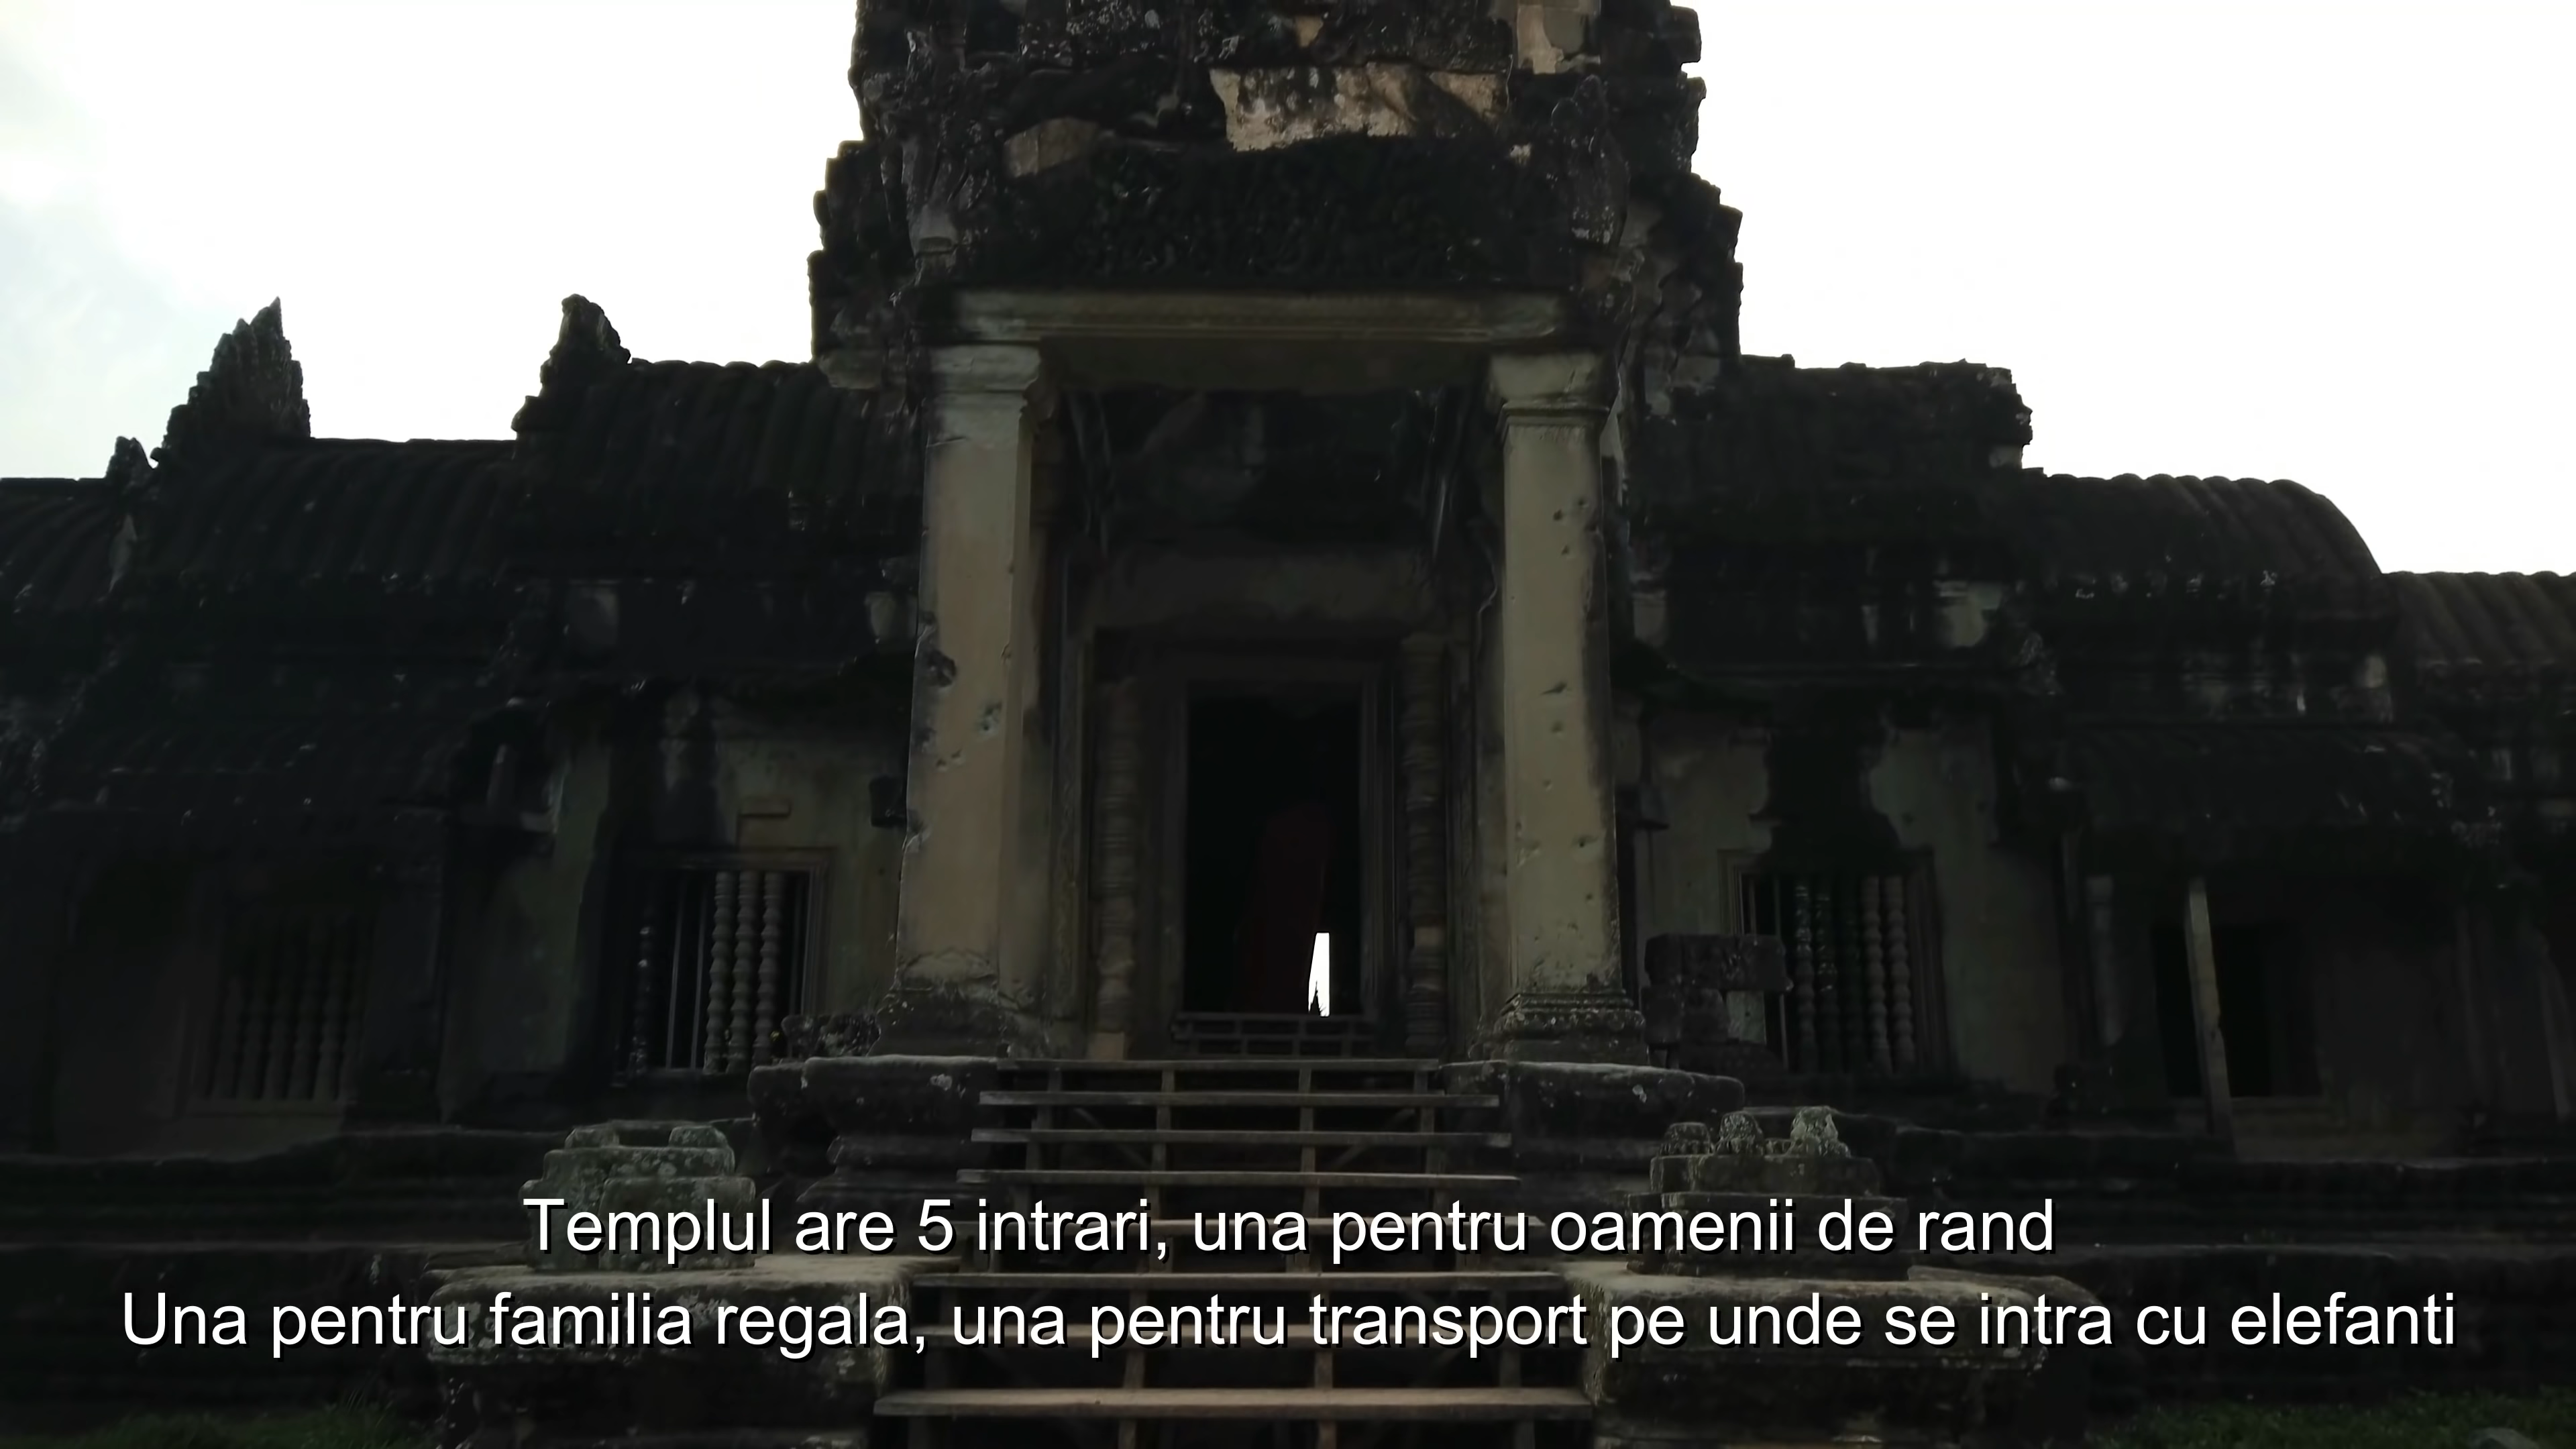 Templul are 5 intrari, una pentru oamenii de rand
Una pentru familia regala, una pentru transport pe unde se intra cu elefanti